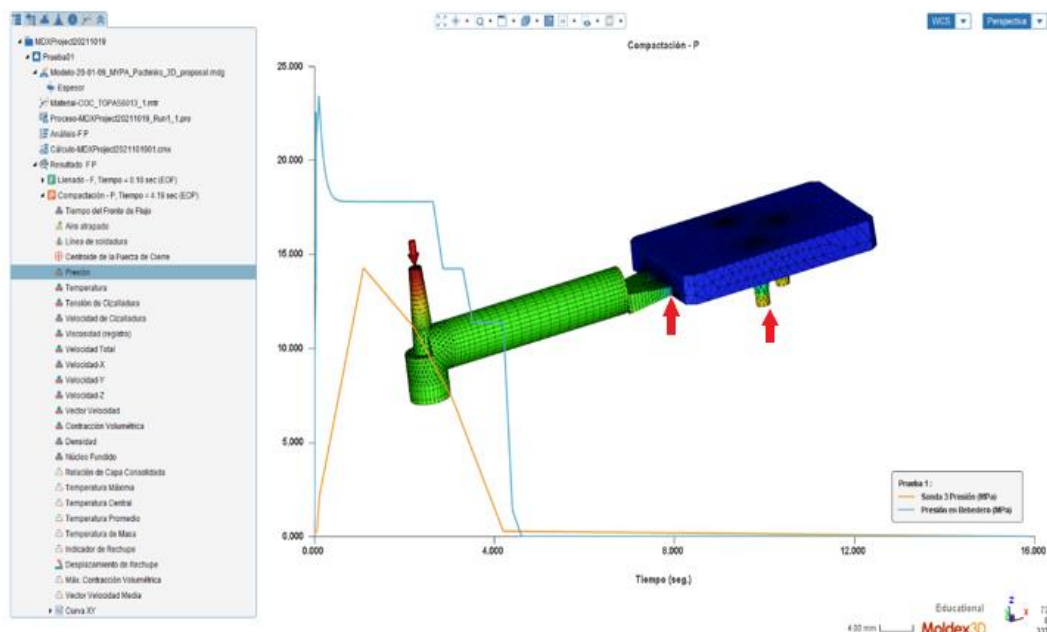 WCS
Perspectiva
MDXProject20211019
Prueba01
Modelo-20-01-09_MYPA_Pachinko_3D_proposal.mdg
Espesor
Material-COC_TOPAS6013_1.mtr
Proceso-MDXProject20211019_Run1_1.pro
Análisis-F P
Cálculo-MDXProject2021101901.cmx
Resultado F P
Llenado - F, Tiempo = 0.10 sec (EOF)
Compactación - P, Tiempo = 4.19 sec (EOP)
Tiempo del Frente de Flujo
Aire atrapado
Línea de soldadura
Centroide de la Fuerza de Cierre
Presión
Temperatura
Tensión de Cizalladura
Velocidad de Cizalladura
Viscosidad (registro)
Velocidad Total
Velocidad-X
Velocidad-Y
Velocidad-Z
Vector Velocidad
Contracción Volumétrica
Densidad
Núcleo Fundido
Relación de Capa Consolidada
Temperatura Máxima
Temperatura Central
Temperatura Promedio
Temperatura de Masa
Indicador de Rechupe
Desplazamiento de Rechupe
Máx. Contracción Volumétrica
Vector Velocidad Media
Curva XY
Compactación - P
25.000
20.000
15.000
10.000
5.000
0.000
0.000 4.000 8.000 12.000 16.000
Tiempo (seg.)
Prueba 1 :
Sonda 3 Presión (MPa)
Presión en Bebedero (MPa)
Educational
4.00 mm
Moldex3D
Z
X